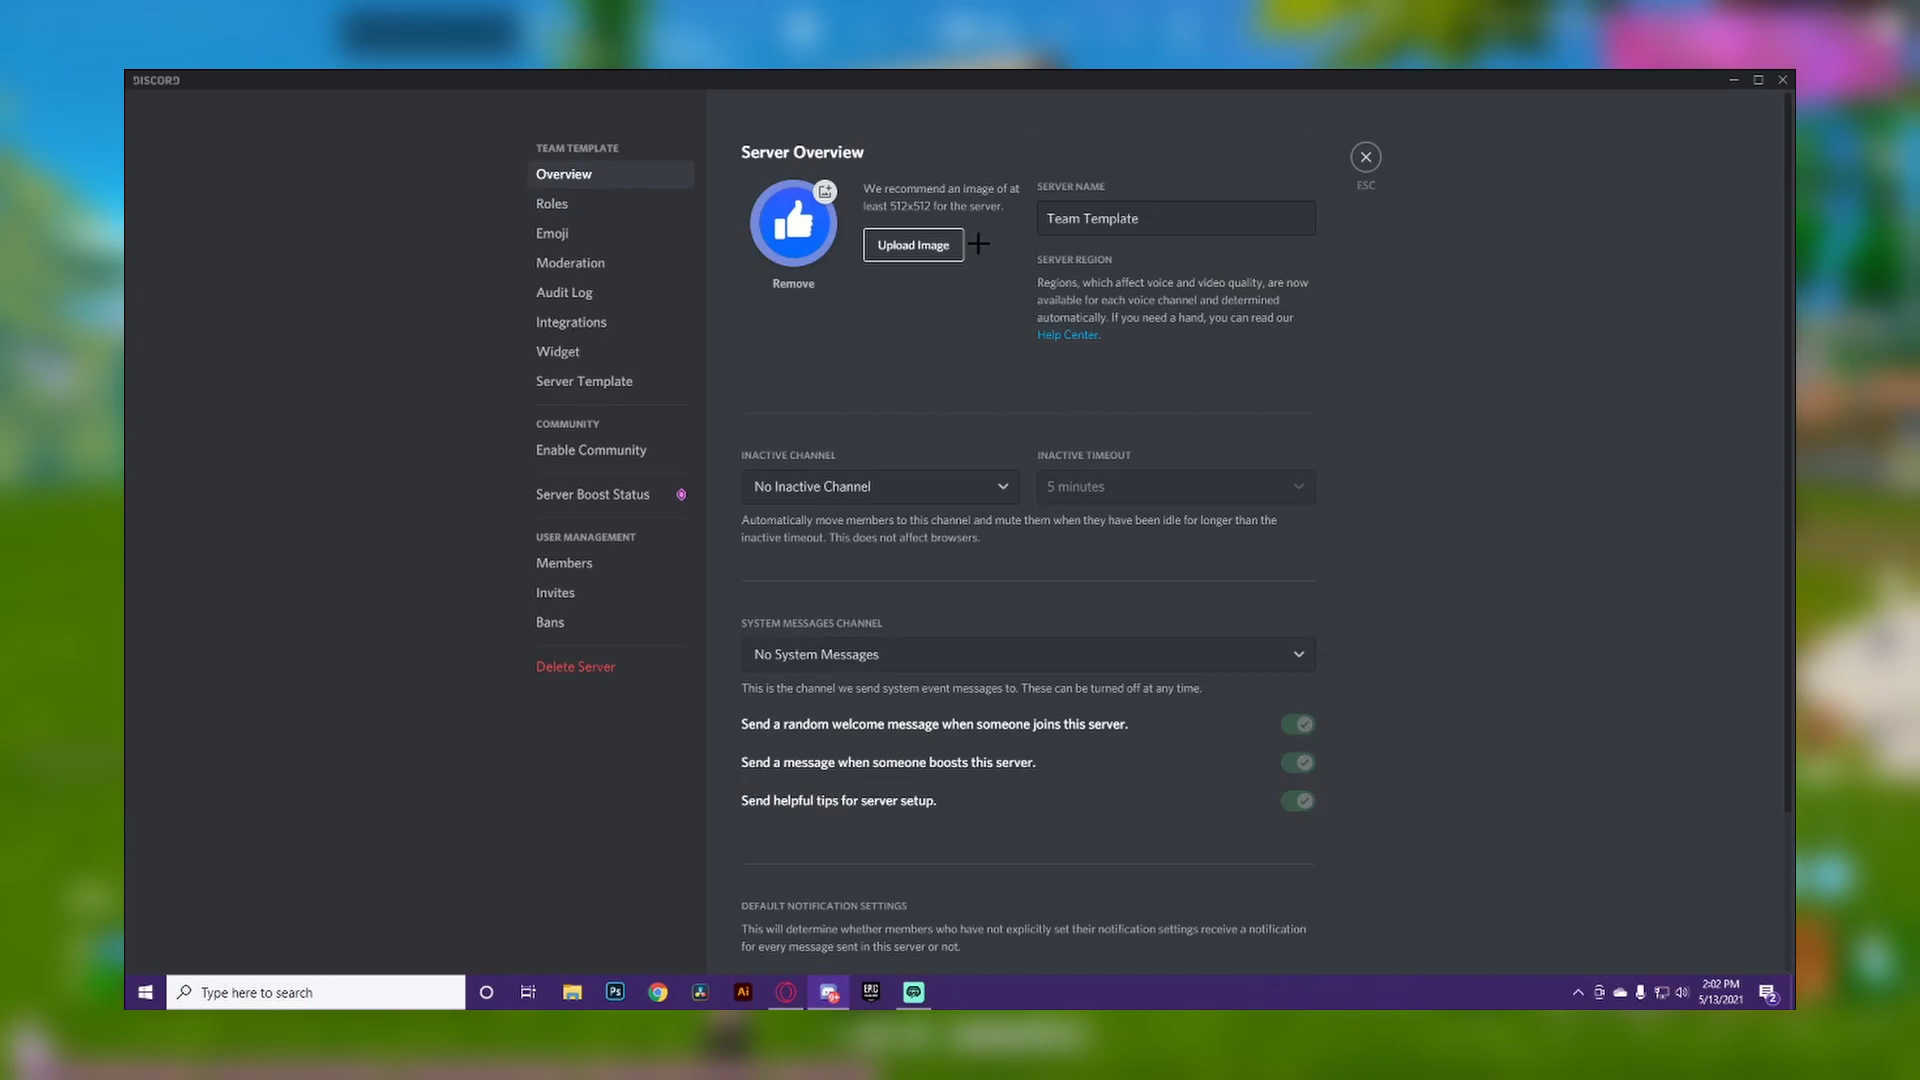 DISCORD
TEAM TEMPLATE
Overview
Roles
Emoji
Moderation
Audit Log
Integrations
Widget
Server Template
COMMUNITY
Enable Community
Server Boost Status
USER MANAGEMENT
Members
Invites
Bans
Delete Server
Server Overview
Remove
We recommend an image of at
least 512x512 for the server.
Upload Image
SERVER NAME
Team Template
SERVER REGION
Regions, which affect voice and video quality, are now
available for each voice channel and determined
automatically. If you need a hand, you can read our
Help Center.
ESC
INACTIVE CHANNEL
No Inactive Channel
INACTIVE TIMEOUT
5 minutes
Automatically move members to this channel and mute them when they have been idle for longer than the
inactive timeout. This does not affect browsers.
SYSTEM MESSAGES CHANNEL
No System Messages
This is the channel we send system event messages to. These can be turned off at any time.
Send a random welcome message when someone joins this server.
Send a message when someone boosts this server.
Send helpful tips for server setup.
DEFAULT NOTIFICATION SETTINGS
This will determine whether members who have not explicitly set their notification settings receive a notification
for every message sent in this server or not.
Type here to search
Ps
Ai
9+
EPIC
2:02 PM
5/13/2021
2